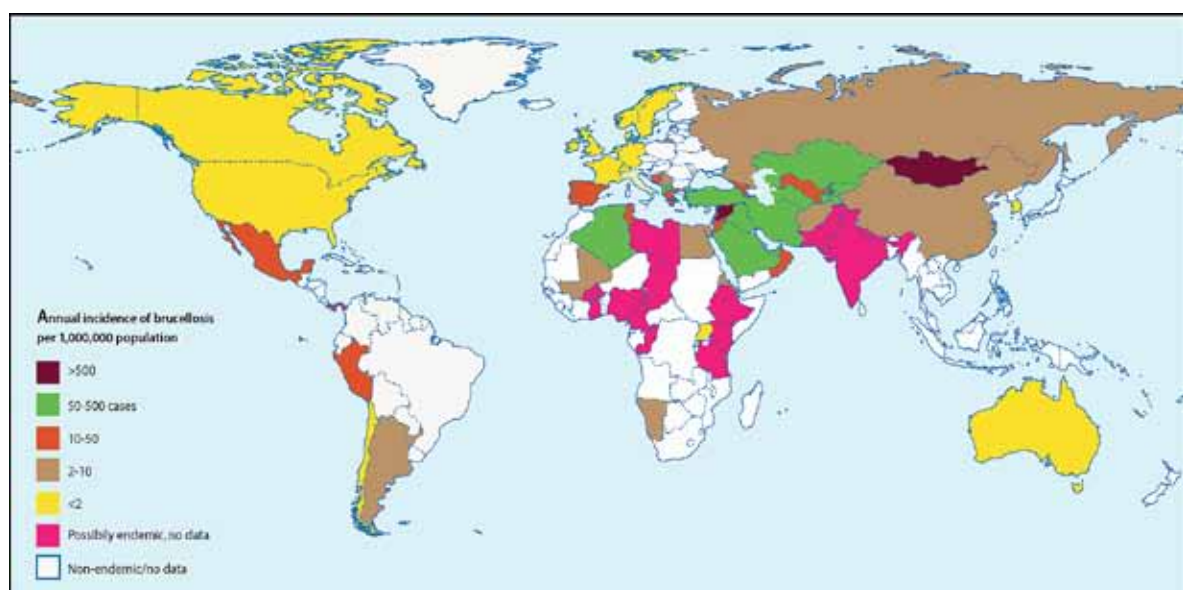 Annual incidence of brucellosis
per 1,000,000 population
>500
50-500 cases
10-50
2-10
<2
Possibily endemic, no data
Non-endemic/no data